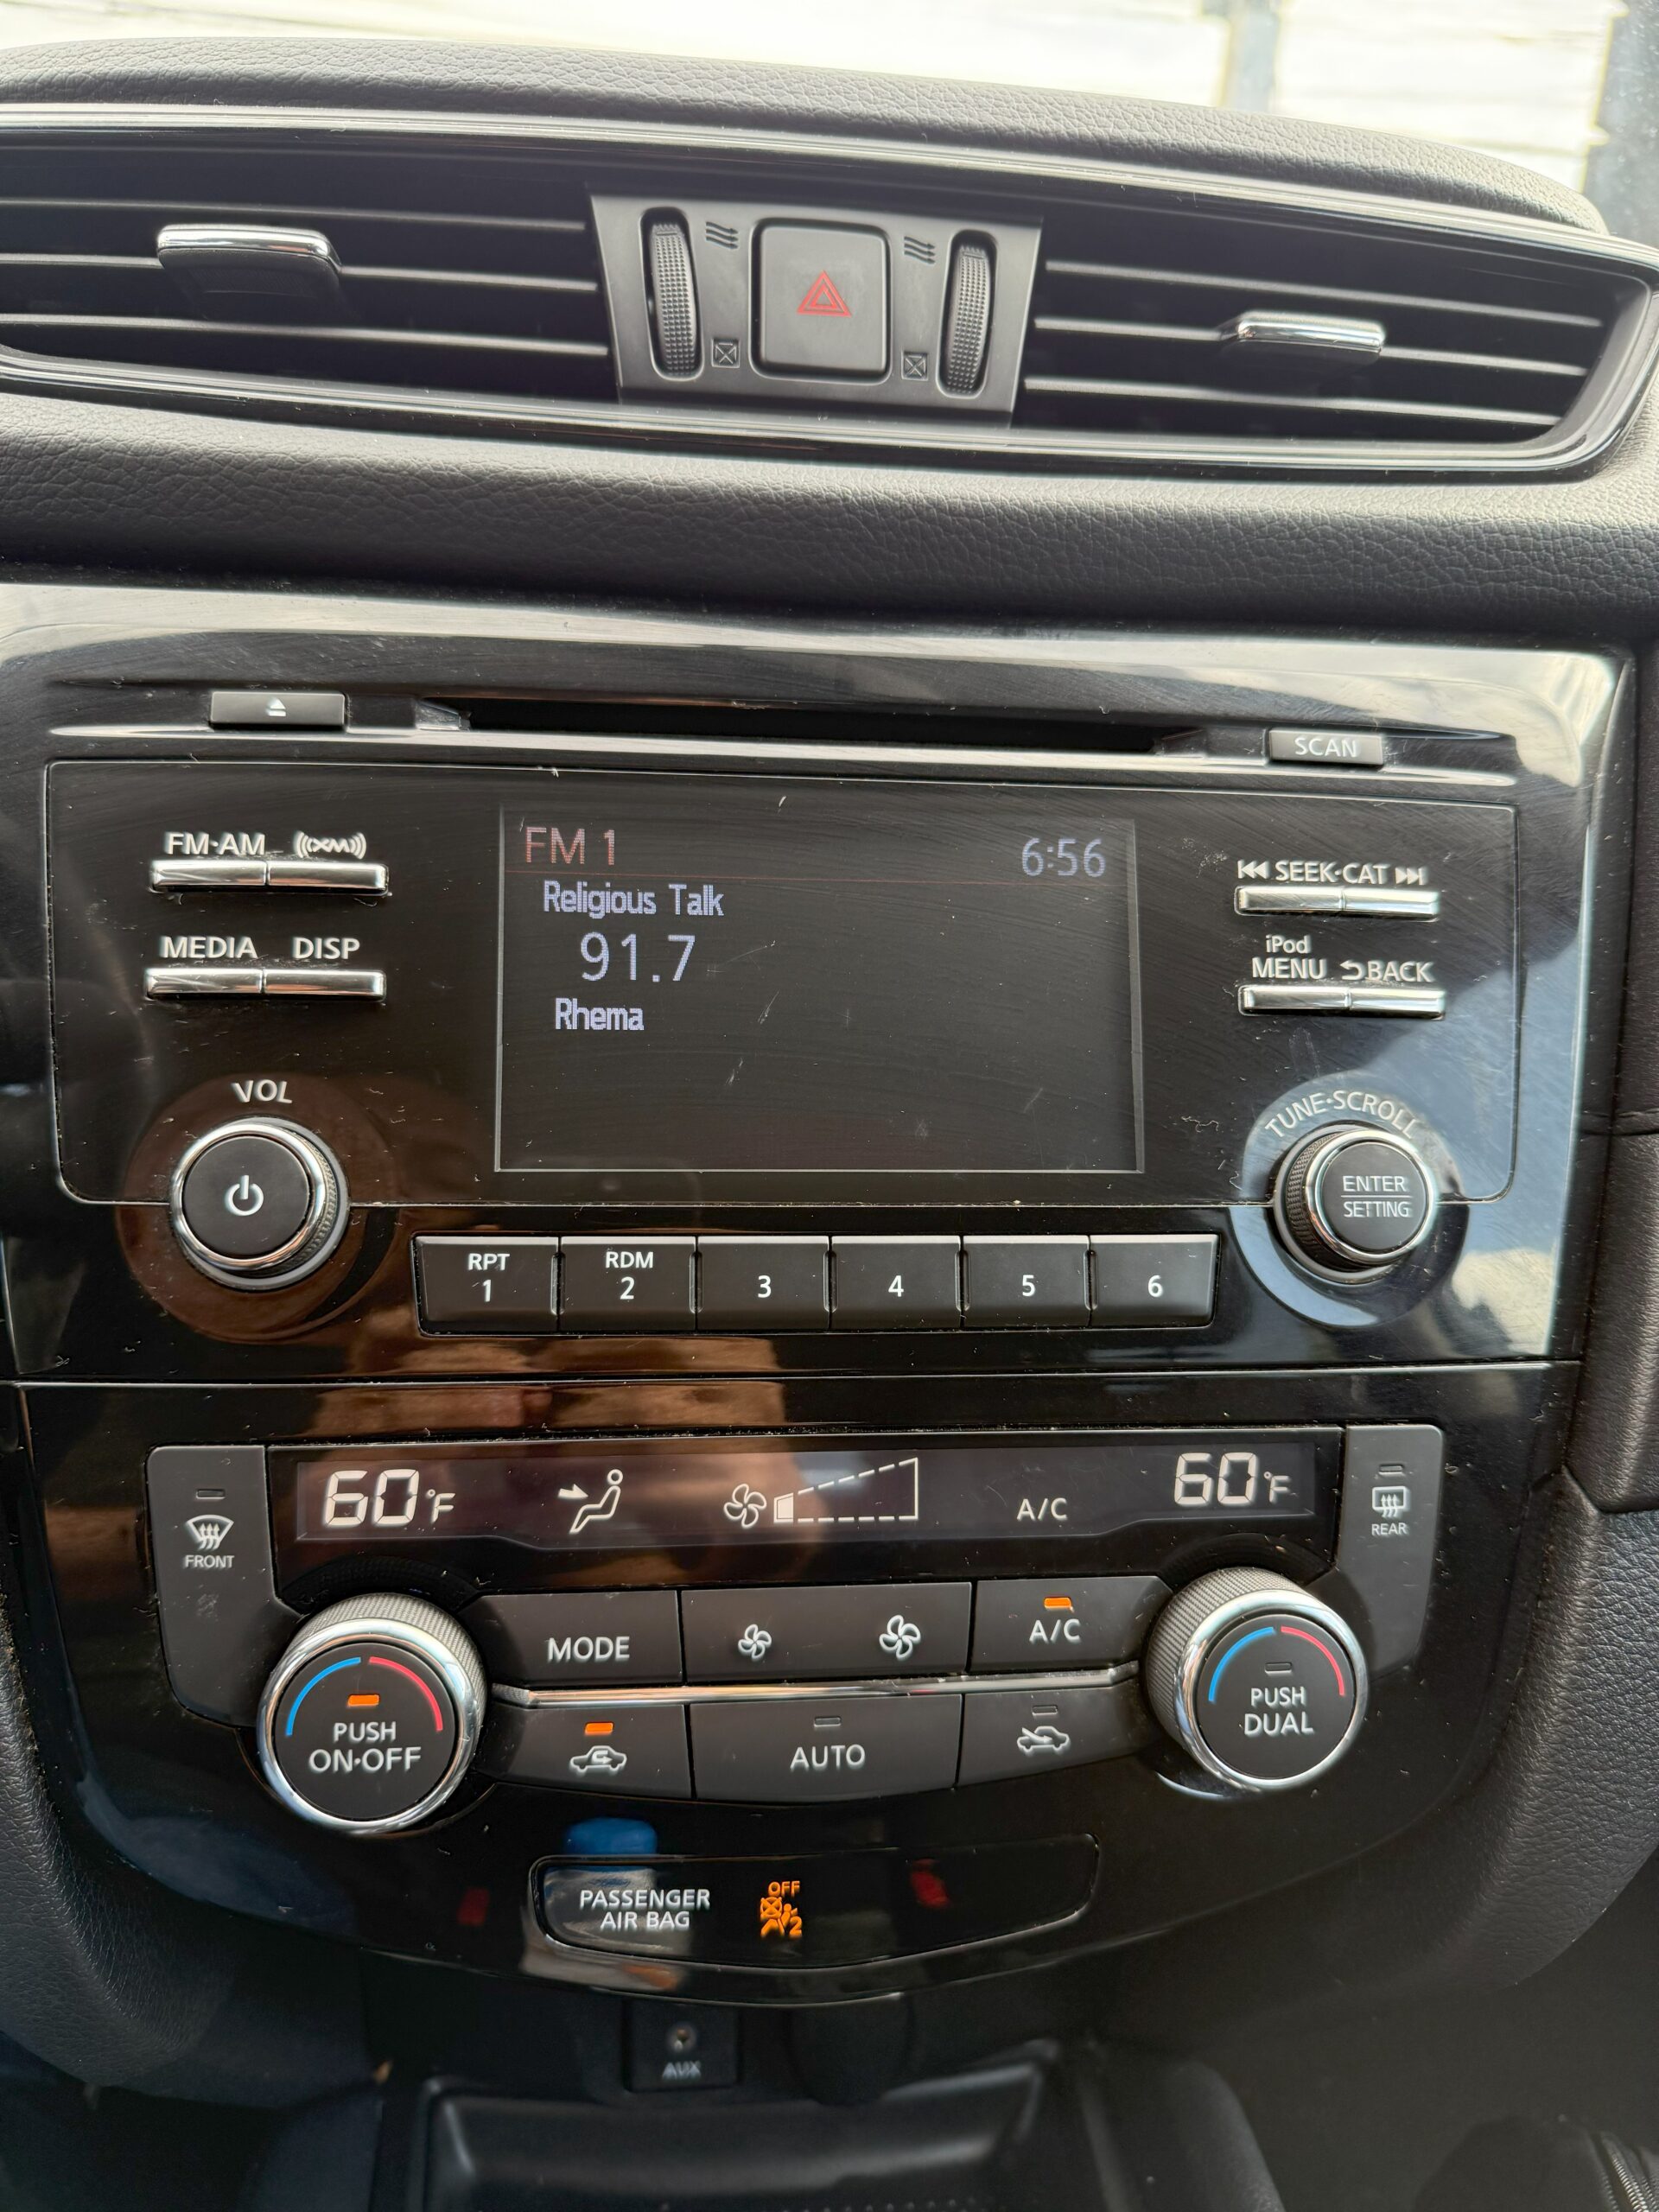 SCAN
FM·AM XM
FM 1 6:56
SEEK·CAT
Religious Talk
MEDIA DISP
91.7
iPod
MENU BACK
Rhema
VOL
TUNE·SCROLL
ENTER
SETTING
RPT
1
RDM
2
3
4
5
6
60°F
A/C
60°F
FRONT
REAR
MODE
A/C
PUSH
ON·OFF
AUTO
PUSH
DUAL
PASSENGER
AIR BAG
OFF
2
AUX